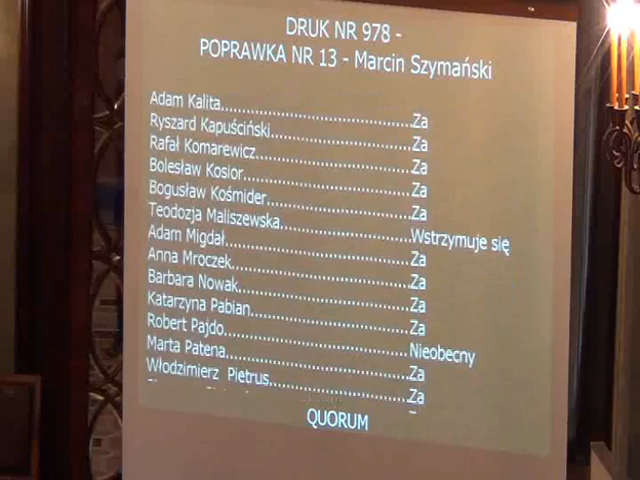 DRUK NR 978 -
POPRAWKA NR 13 - Marcin Szymański
Adam Kalita......................................Za
Ryszard Kapuściński............................Za
Rafał Komarewicz...............................Za
Bolesław Kosior.................................Za
Bogusław Kośmider.............................Za
Teodozja Maliszewska..........................Wstrzymuje się
Adam Migdał.....................................Za
Anna Mroczek...................................Za
Barbara Nowak..................................Za
Katarzyna Pabian...............................Za
Robert Pajdo....................................Nieobecny
Marta Patena....................................Za
Włodzimierz Pietrus............................Za
QUORUM